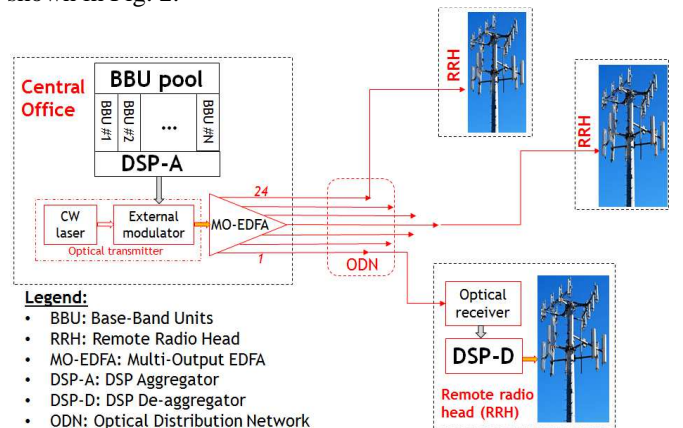 shown in Fig. 2.
Central
Office
BBU pool
BBU #1
BBU #2
...
BBU #N
DSP-A
CW
laser
External
modulator
Optical transmitter
MO-EDFA
24
1
ODN
RRH
RRH
Optical
receiver
DSP-D
Remote radio
head (RRH)
Legend:
• BBU: Base-Band Units
• RRH: Remote Radio Head
• MO-EDFA: Multi-Output EDFA
• DSP-A: DSP Aggregator
• DSP-D: DSP De-aggregator
• ODN: Optical Distribution Network